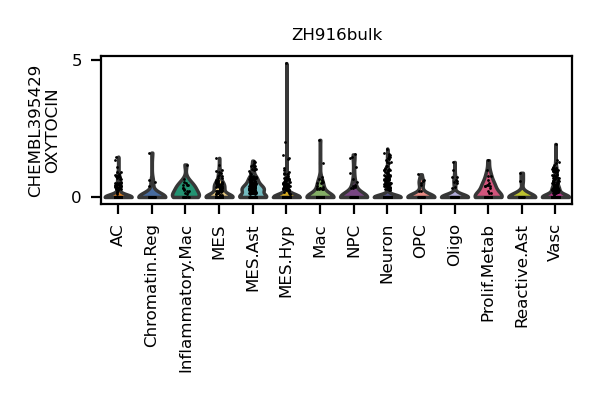 ZH916bulk
CHEMBL395429
OXYTOCIN
5
0
AC
Chromatin.Reg
Inflammatory.Mac
MES
MES.Ast
MES.Hyp
Mac
NPC
Neuron
OPC
Oligo
Prolif.Metab
Reactive.Ast
Vasc